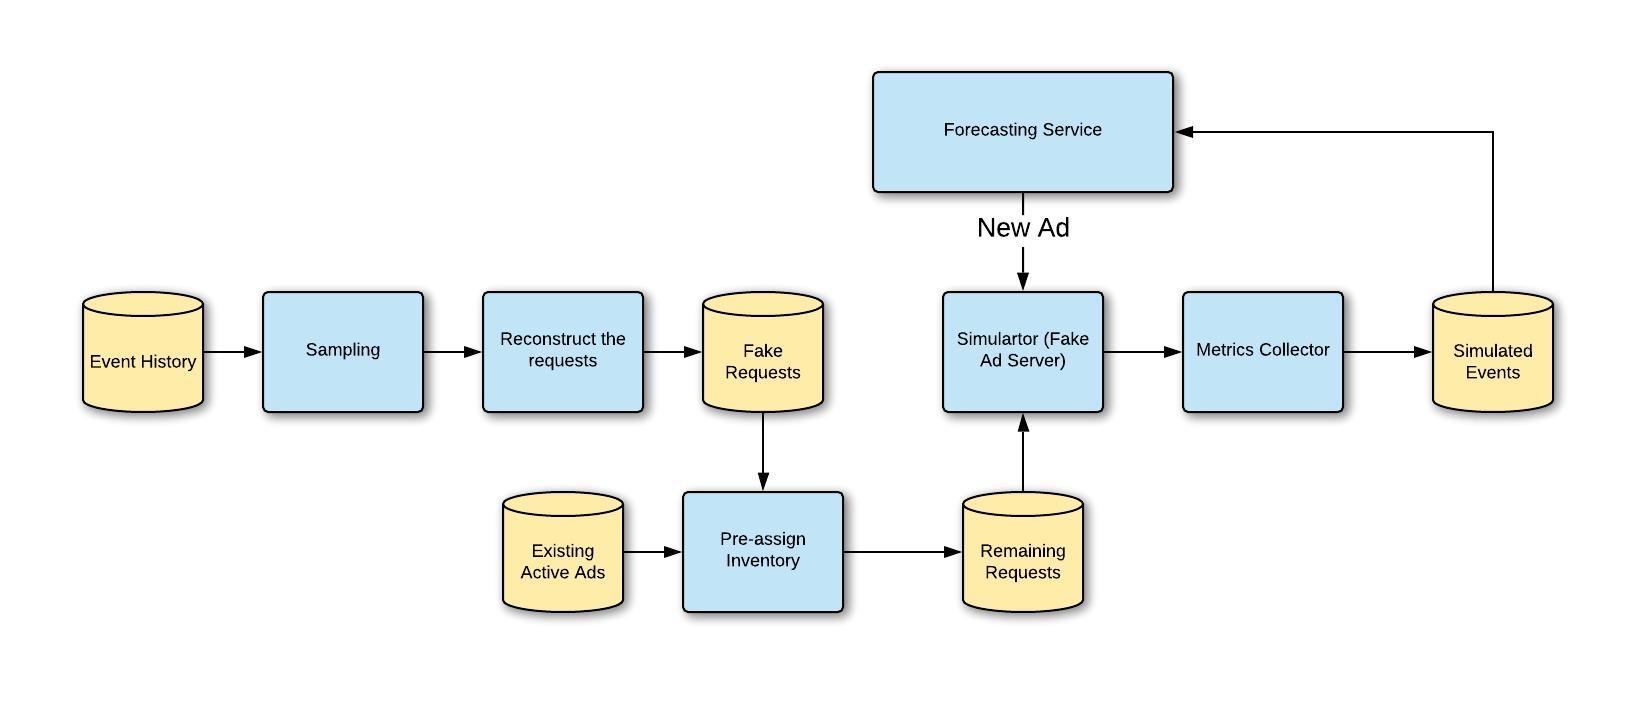 Forecasting Service
New Ad
Event History
Sampling
Reconstruct the
requests
Fake
Requests
Simulartor (Fake
Ad Server)
Metrics Collector
Simulated
Events
Existing
Active Ads
Pre-assign
Inventory
Remaining
Requests